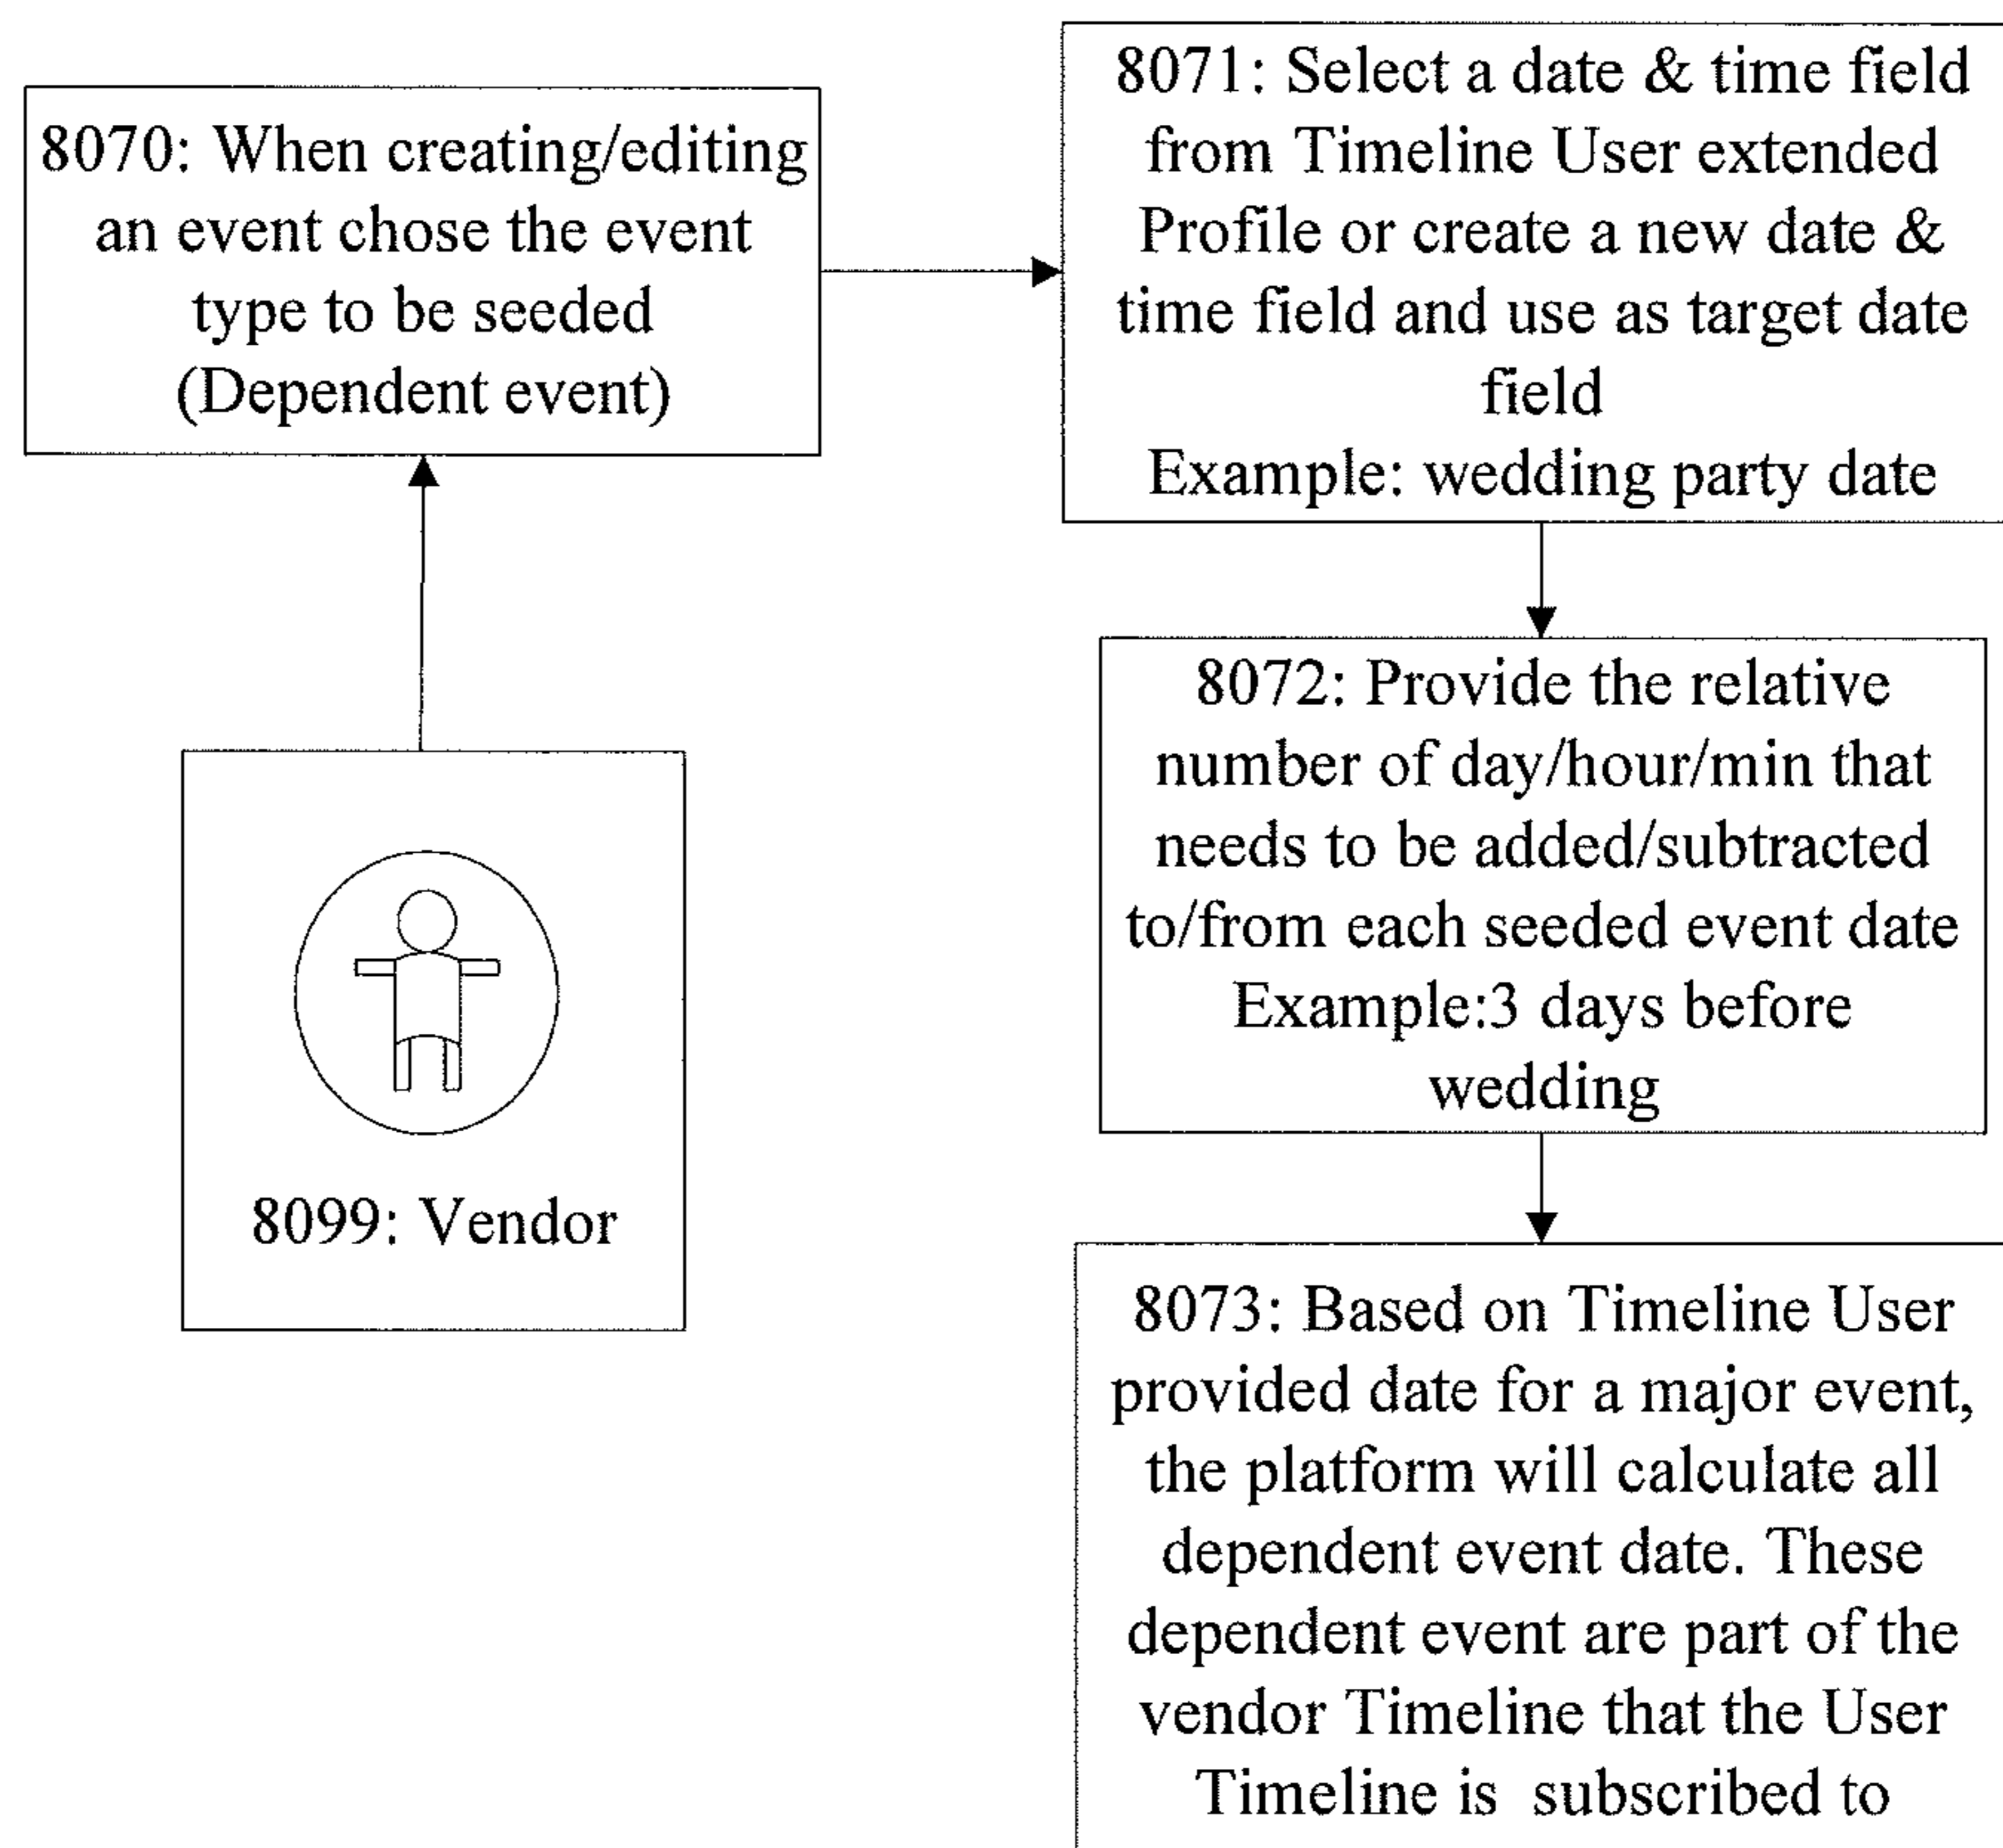 8070: When creating/editing
an event chose the event
type to be seeded
(Dependent event)
8071: Select a date & time field
from Timeline User extended
Profile or create a new date &
time field and use as target date
field
Example: wedding party date
8072: Provide the relative
number of day/hour/min that
needs to be added/subtracted
to/from each seeded event date
Example:3 days before
wedding
8099: Vendor
8073: Based on Timeline User
provided date for a major event,
the platform will calculate all
dependent event date. These
dependent event are part of the
vendor Timeline that the User
Timeline is  subscribed to